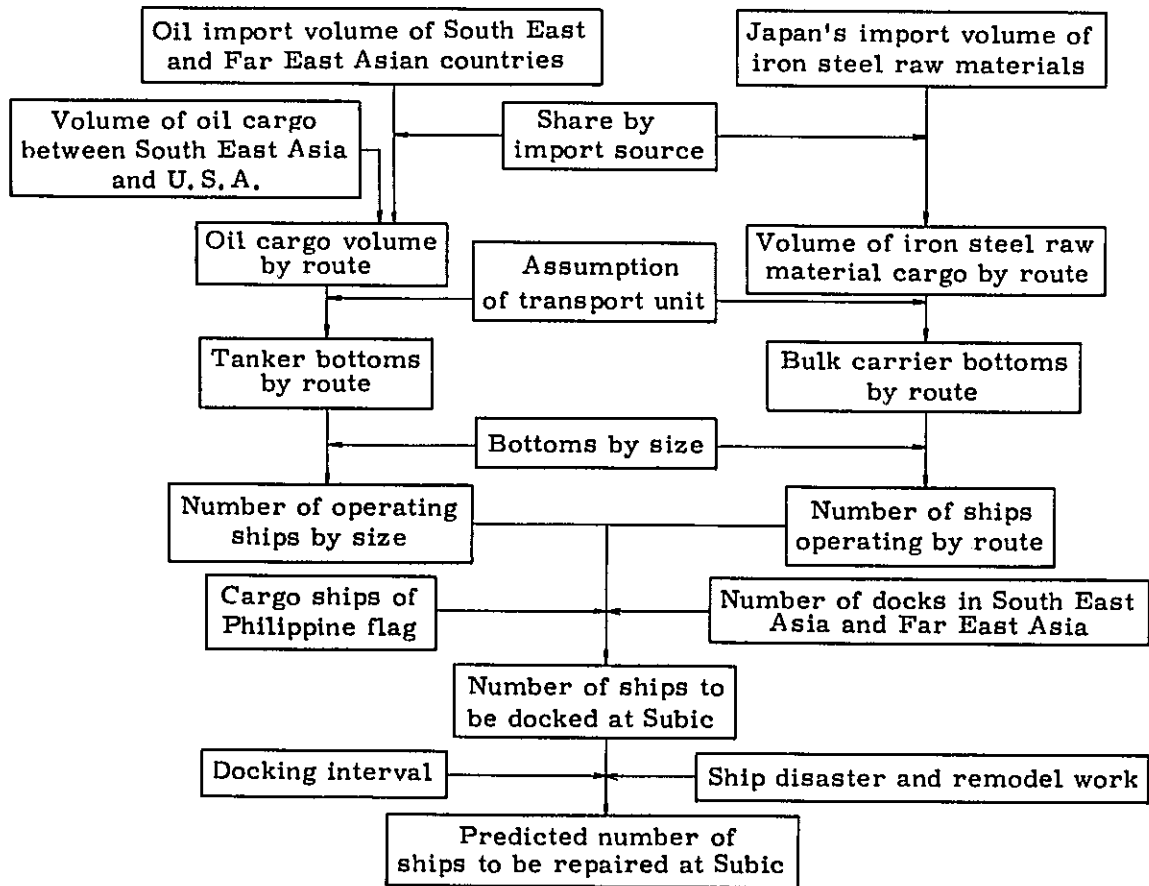 Oil import volume of South East
and Far East Asian countries
Japan's import volume of
iron steel raw materials
Volume of oil cargo
between South East Asia
and U.S.A.
Share by
import source
Oil cargo volume
by route
Assumption
of transport unit
Volume of iron steel raw
material cargo by route
Tanker bottoms
by route
Bulk carrier bottoms
by route
Bottoms by size
Number of operating
ships by size
Number of ships
operating by route
Cargo ships of
Philippine flag
Number of docks in South East
Asia and Far East Asia
Number of ships to
be docked at Subic
Docking interval
Ship disaster and remodel work
Predicted number of
ships to be repaired at Subic